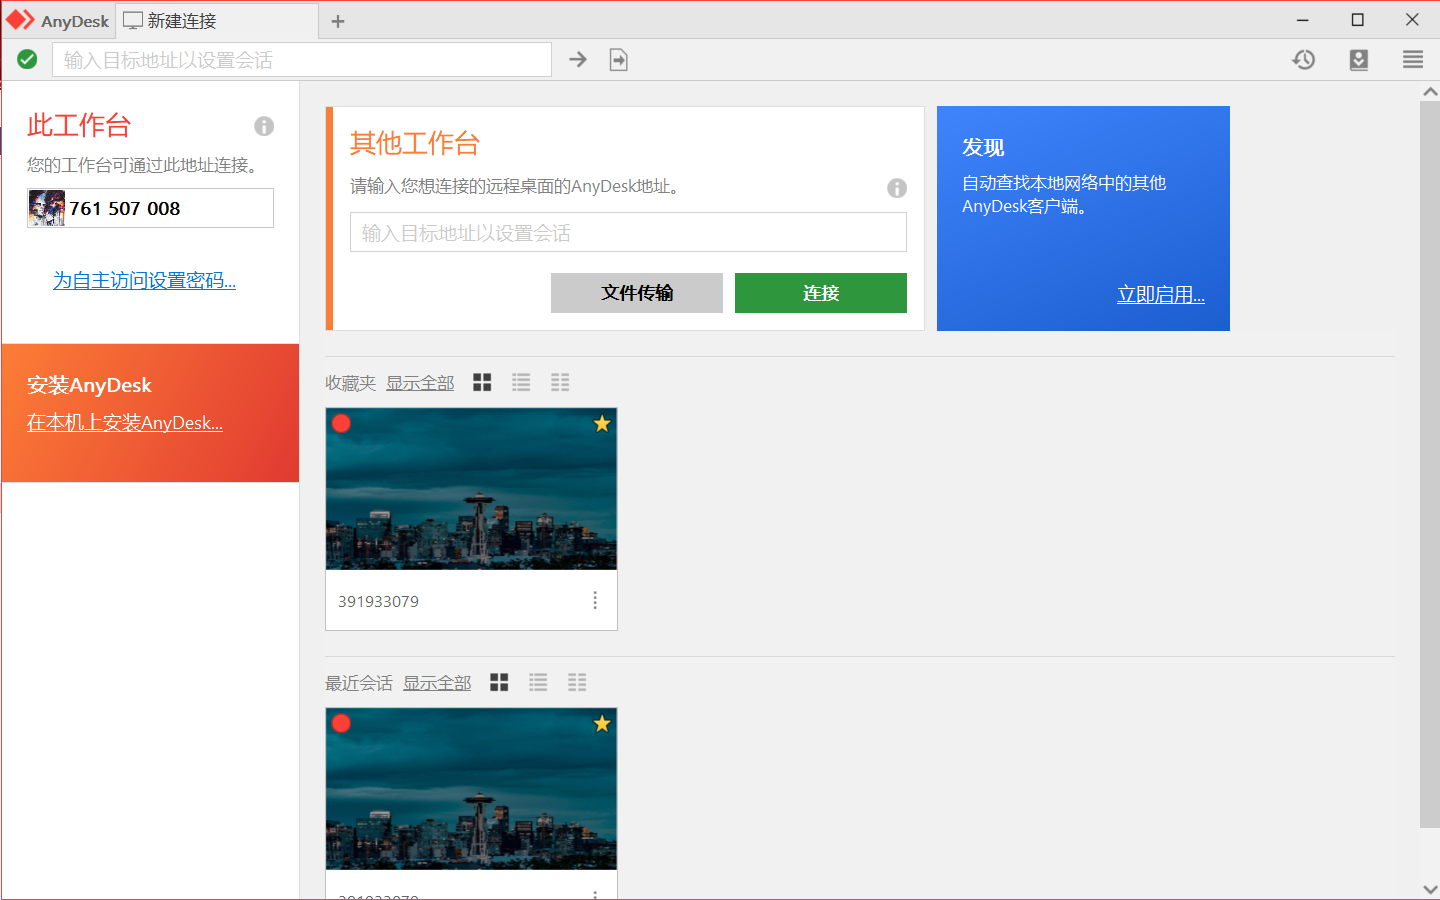 AnyDesk
新建连接
输入目标地址以设置会话
此工作台
您的工作台可通过此地址连接。
761 507 008
为自主访问设置密码...
安装AnyDesk
在本机上安装AnyDesk...
其他工作台
请输入您想连接的远程桌面的AnyDesk地址。
输入目标地址以设置会话
文件传输
连接
发现
自动查找本地网络中的其他
AnyDesk客户端。
立即启用...
收藏夹 显示全部
391933079
最近会话 显示全部
391933079